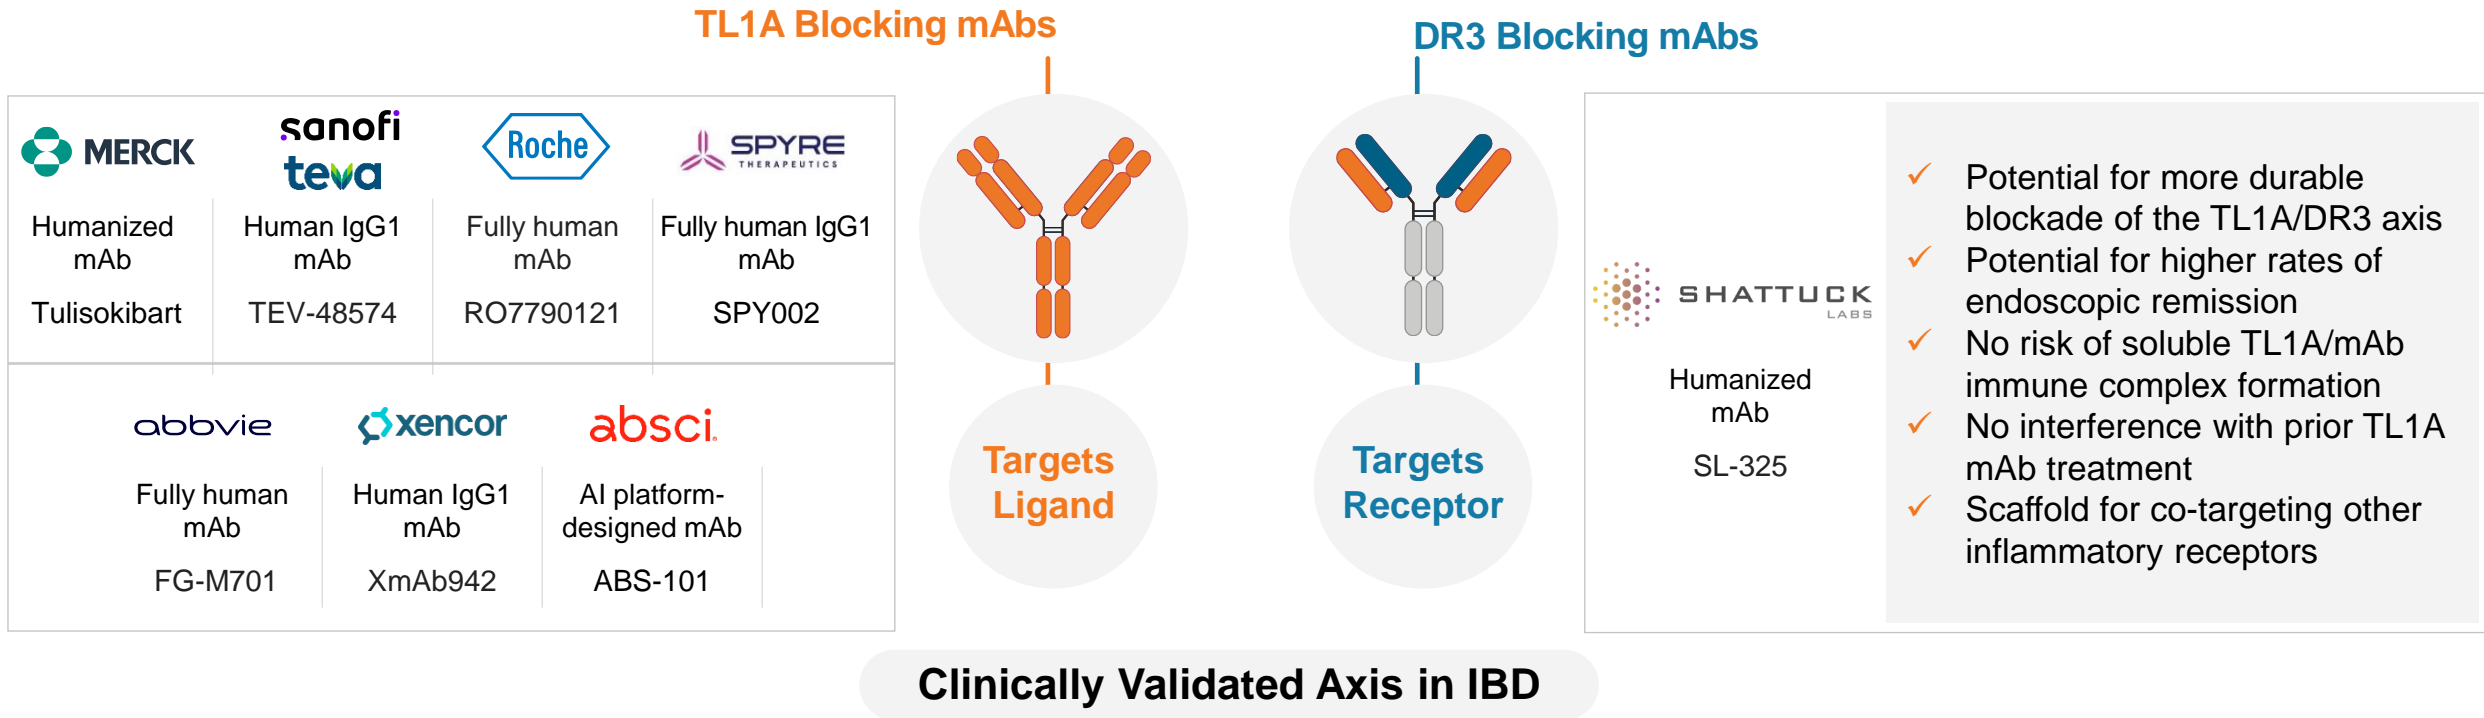 TL1A Blocking mAbs
DR3 Blocking mAbs
MERCK
sanofi
teva
Roche
SPYRE
THERAPEUTICS
Humanized
mAb
Tulisokibart
Human IgG1
mAb
TEV-48574
Fully human
mAb
RO7790121
Fully human IgG1
mAb
SPY002
abbvie
xencor
absci
Fully human
mAb
FG-M701
Human IgG1
mAb
XmAb942
AI platform-
designed mAb
ABS-101
Targets
Ligand
Targets
Receptor
SHATTUCK
LABS
Humanized
mAb
SL-325
✓ Potential for more durable
blockade of the TL1A/DR3 axis
✓ Potential for higher rates of
endoscopic remission
✓ No risk of soluble TL1A/mAb
immune complex formation
✓ No interference with prior TL1A
mAb treatment
✓ Scaffold for co-targeting other
inflammatory receptors
Clinically Validated Axis in IBD